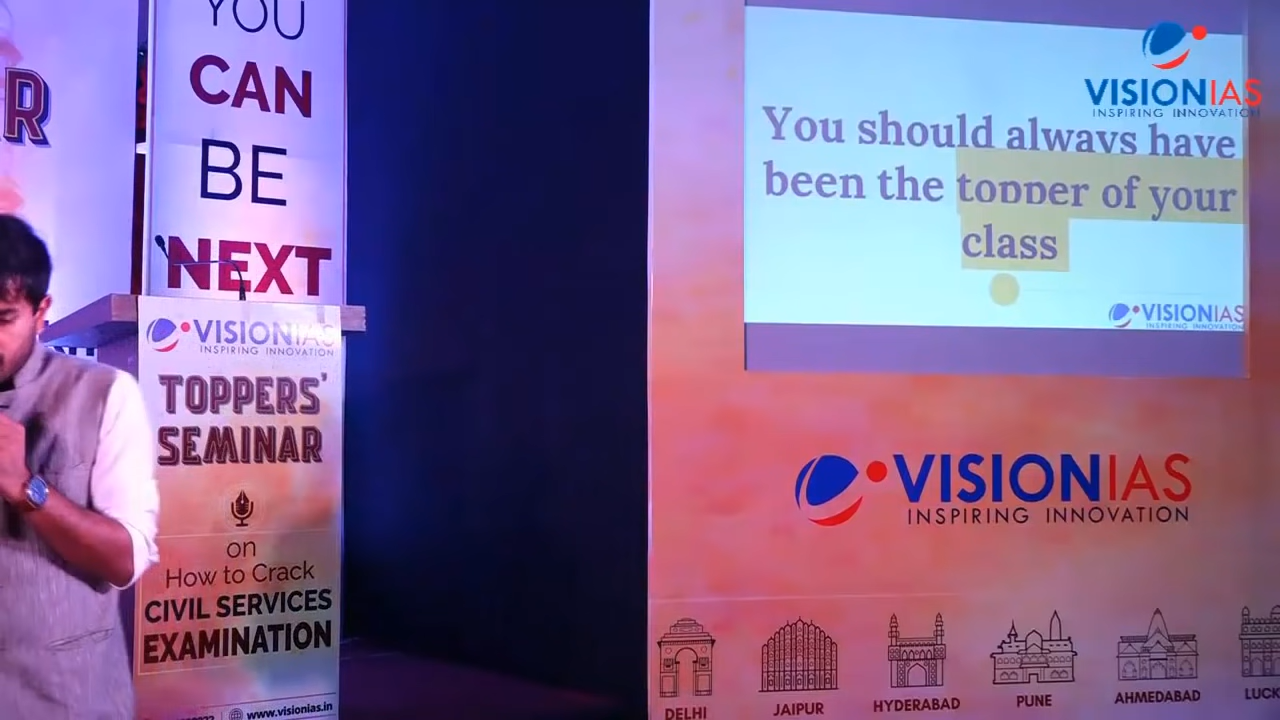 R
YOU
CAN
BE
NEXT
VISIONIAS
INSPIRING INNOVATION
TOPPERS'
SEMINAR
on
How to Crack
CIVIL SERVICES
EXAMINATION
www.visionias.in
You should always have
been the topper of your
class
VISIONIAS
INSPIRING INNOVATION
VISIONIAS
INSPIRING INNOVATION
VISIONIAS
INSPIRING INNOVATION
DELHI
JAIPUR
HYDERABAD
PUNE
AHMEDABAD
LUCK